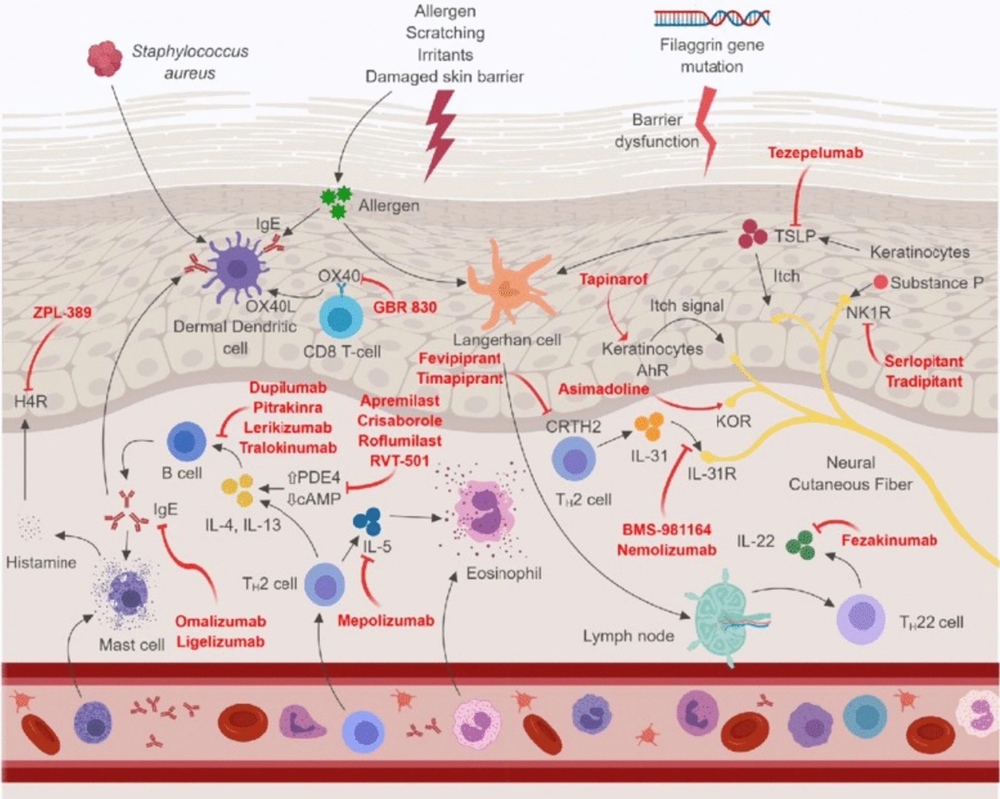 Staphylococcus
aureus
Allergen
Scratching
Irritants
Damaged skin barrier
Filaggrin gene
mutation
Barrier
dysfunction
Tezepelumab
Allergen
IgE
TSLP
Keratinocytes
Itch
Substance P
NK1R
Serlopitant
Tradipitant
OX40
OX40L
GBR 830
Dermal Dendritic
cell
CD8 T-cell
Langerhan cell
Tapinarof
Itch signal
Keratinocytes
AhR
ZPL-389
H4R
Fevipiprant
Timapiprant
Asimadoline
KOR
Dupilumab
Pitrakinra
Lerikizumab
Tralokinumab
Apremilast
Crisaborole
Roflumilast
RVT-501
B cell
⇧PDE4
⇩cAMP
IL-4, IL-13
CRTH2
TH2 cell
IL-31
IL-31R
Neural
Cutaneous Fiber
BMS-981164
Nemolizumab
IL-22
Fezakinumab
IgE
Histamine
Mast cell
Omalizumab
Ligelizumab
TH2 cell
IL-5
Mepolizumab
Eosinophil
Lymph node
TH22 cell